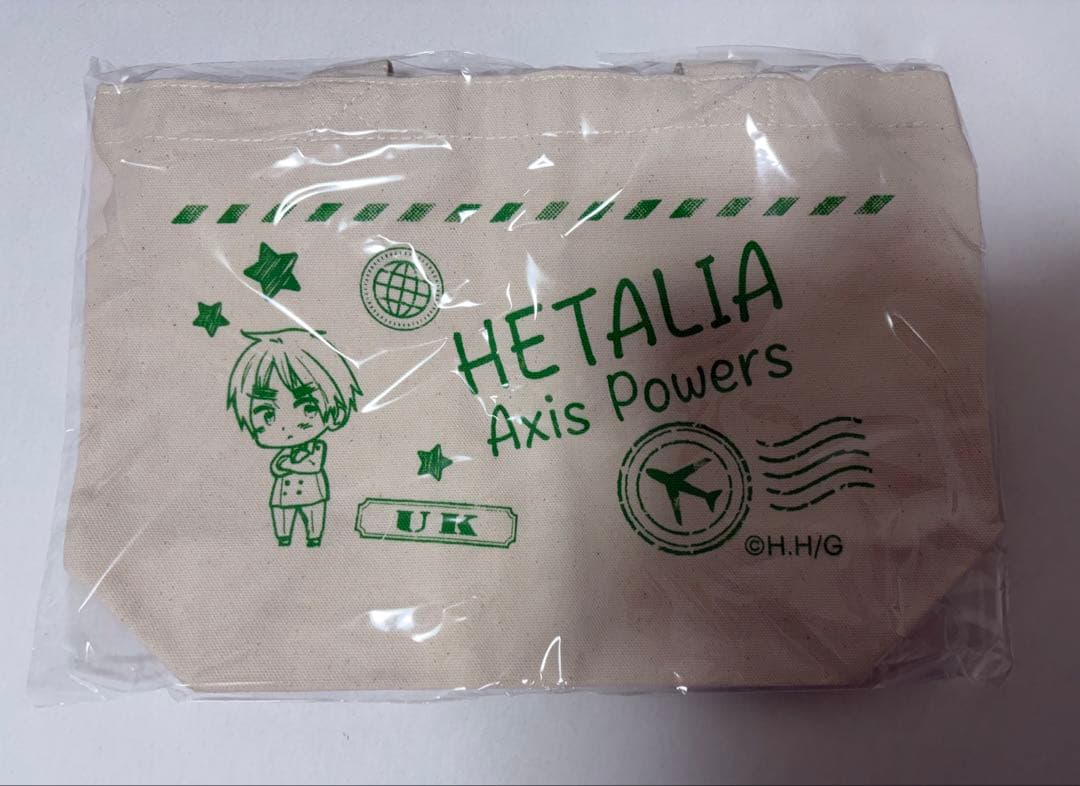 HETALIA
Axis Powers
UK
©H.H/G